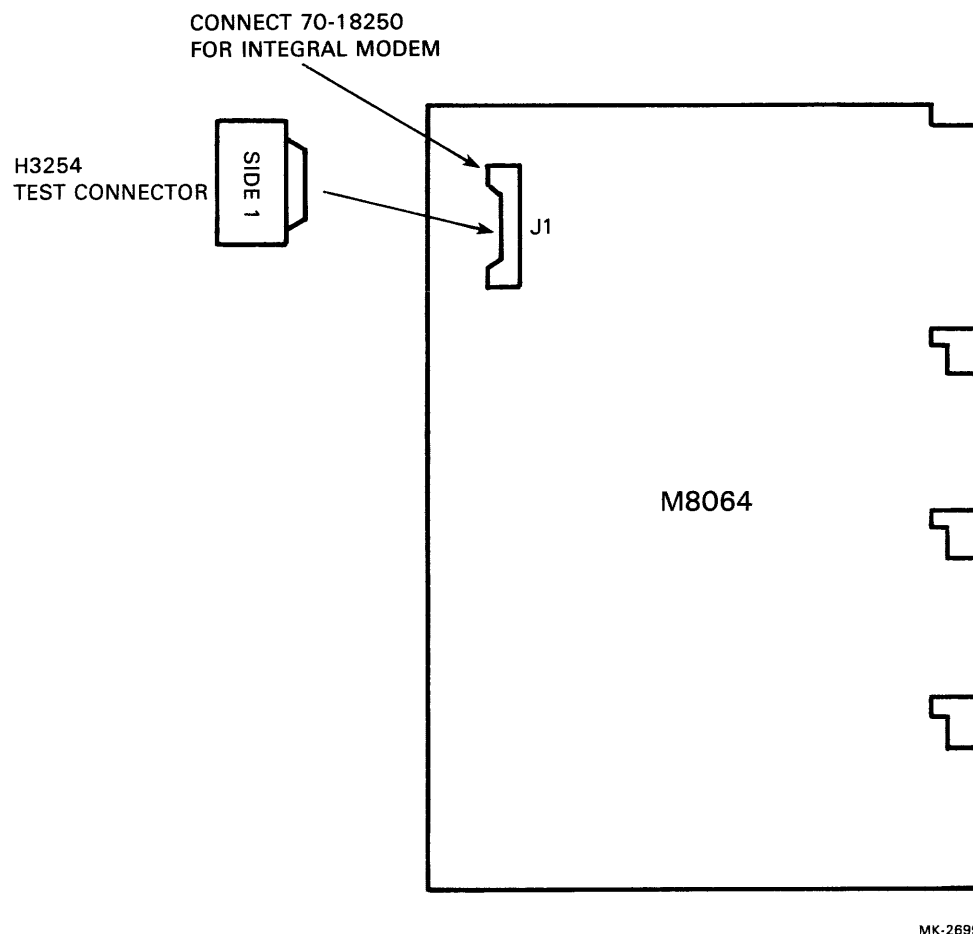 CONNECT 70-18250
FOR INTEGRAL MODEM
H3254
TEST CONNECTOR
SIDE 1
J1
M8064